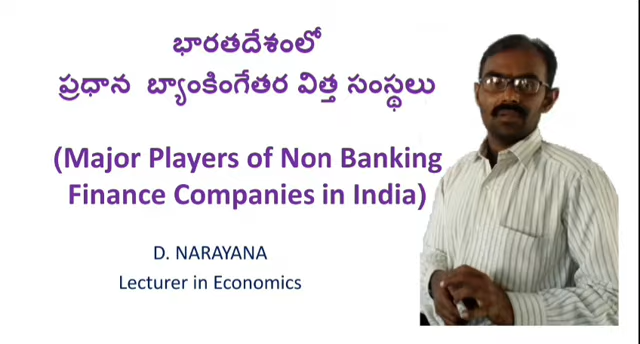 భారతదేశంలో
ప్రధాన బ్యాంకింగేతర విత్త సంస్థలు
(Major Players of Non Banking
Finance Companies in India)
D. NARAYANA
Lecturer in Economics